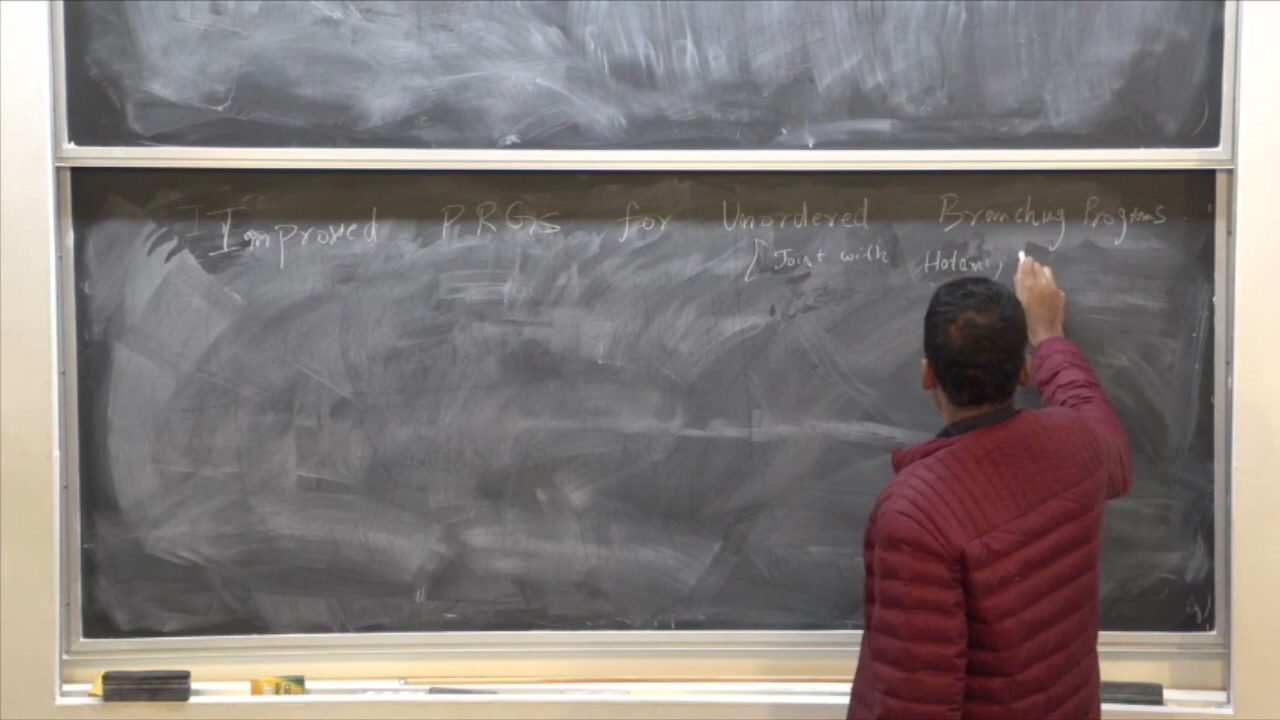 Improved PRGs for Unordered Branching Programs
[Joint with Hatami,